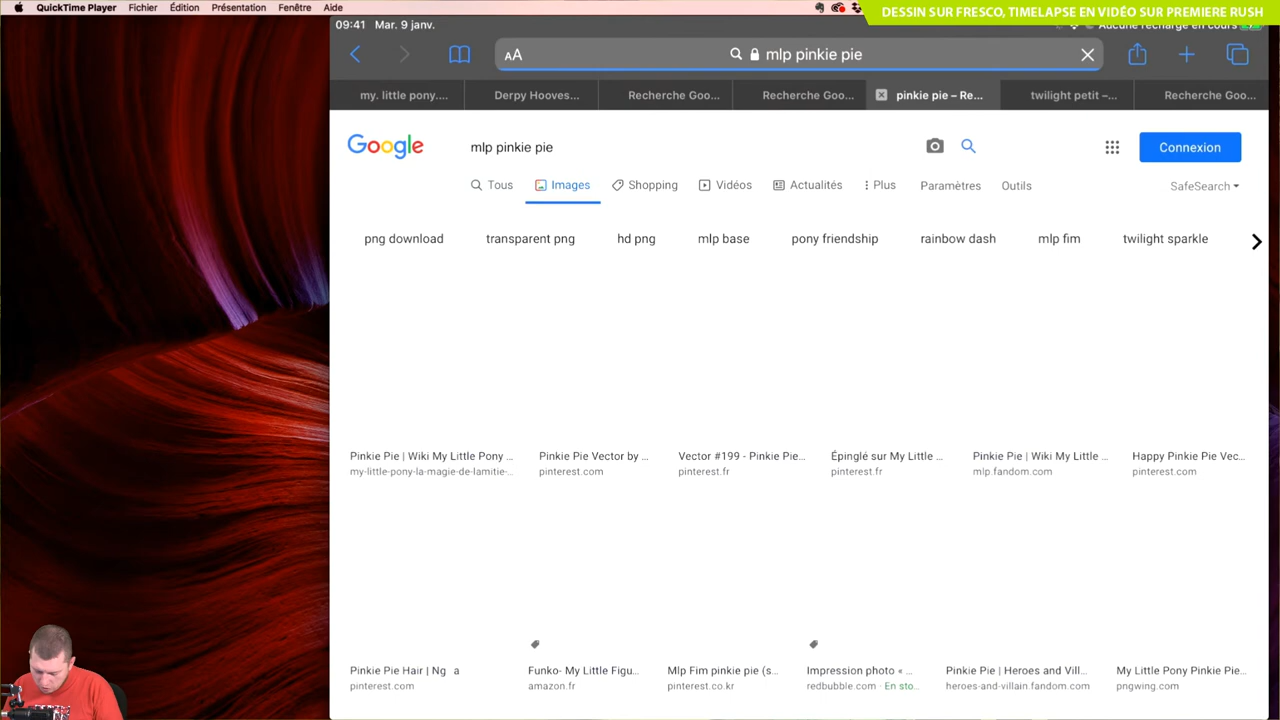 QuickTime Player Fichier Édition Présentation Fenêtre Aide
DESSIN SUR FRESCO, TIMELAPSE EN VIDÉO SUR PREMIERE RUSH
09:41 Mar. 9 janv.
Aucune recharge en cours
AA mlp pinkie pie
my. little pony.... Derpy Hooves... Recherche Goo... Recherche Goo... pinkie pie – Re... twilight petit –... Recherche Goo...
Google mlp pinkie pie Connexion
Tous Images Shopping Vidéos Actualités Plus Paramètres Outils SafeSearch
png download transparent png hd png mlp base pony friendship rainbow dash mlp fim twilight sparkle
Pinkie Pie | Wiki My Little Pony ... Pinkie Pie Vector by ... Vector #199 - Pinkie Pie... Épinglé sur My Little ... Pinkie Pie | Wiki My Little ... Happy Pinkie Pie Vec...
my-little-pony-la-magie-de-lamitie-... pinterest.com pinterest.fr pinterest.fr mlp.fandom.com pinterest.com
Pinkie Pie Hair | Ng a Funko- My Little Figu... Mlp Fim pinkie pie (s... Impression photo « ... Pinkie Pie | Heroes and Vill... My Little Pony Pinkie Pie...
pinterest.com amazon.fr pinterest.co.kr redbubble.com · En sto... heroes-and-villain.fandom.com pngwing.com